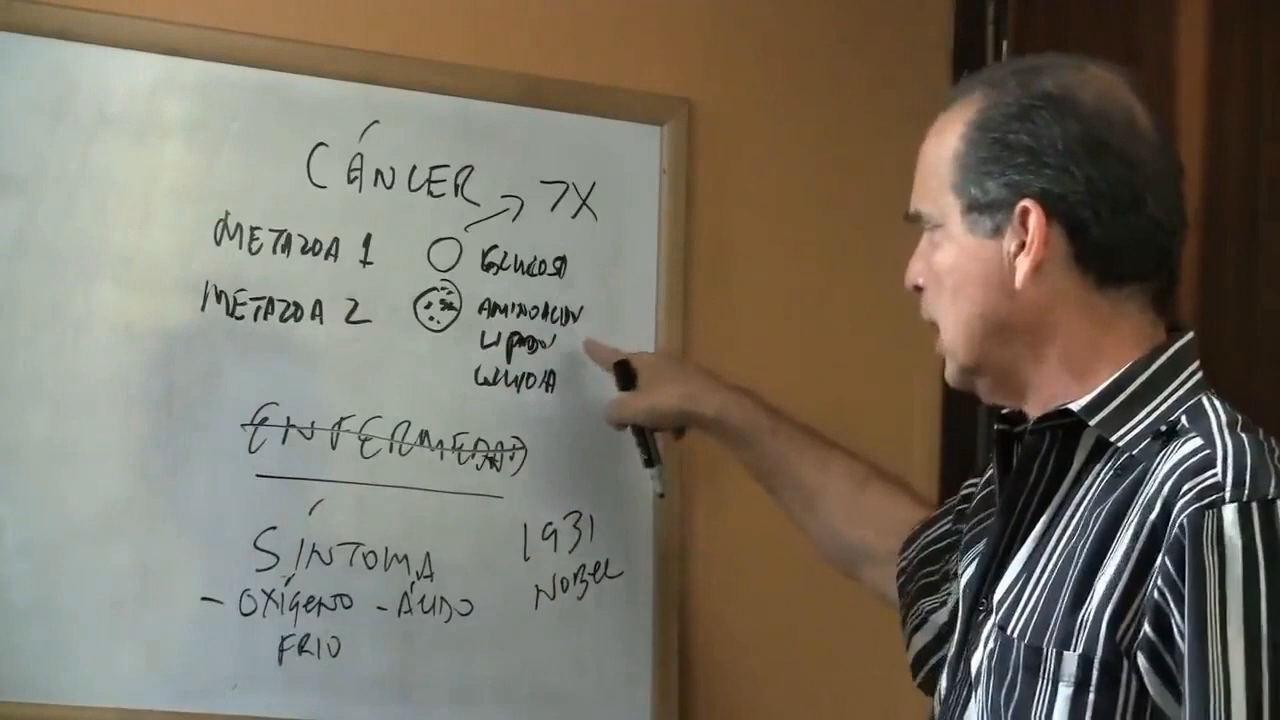 CÁNCER
7X
METAZOA 1
GLUCOSA
METAZOA 2
AMINOACIDOS
LIPIDOS
ENFERMEDAD
SÍNTOMA
1931
NOBEL
- OXÍGENO - ÁCIDO
FRIO